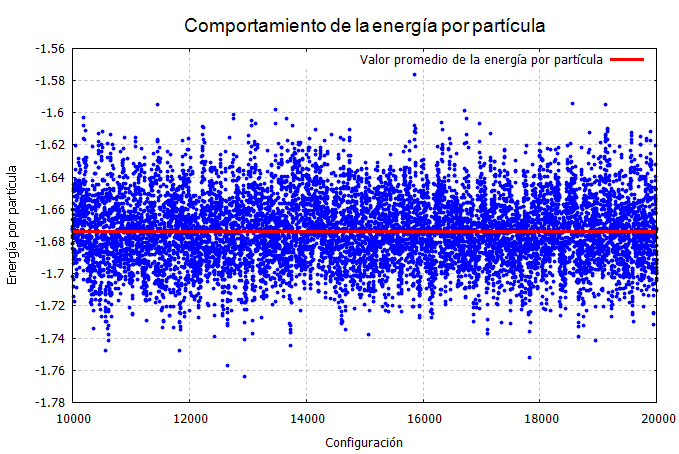 Comportamiento de la energía por partícula
Valor promedio de la energía por partícula
-1.56
-1.58
-1.6
-1.62
-1.64
-1.66
-1.68
-1.7
-1.72
-1.74
-1.76
-1.78
Energía por partícula
10000 12000 14000 16000 18000 20000
Configuración